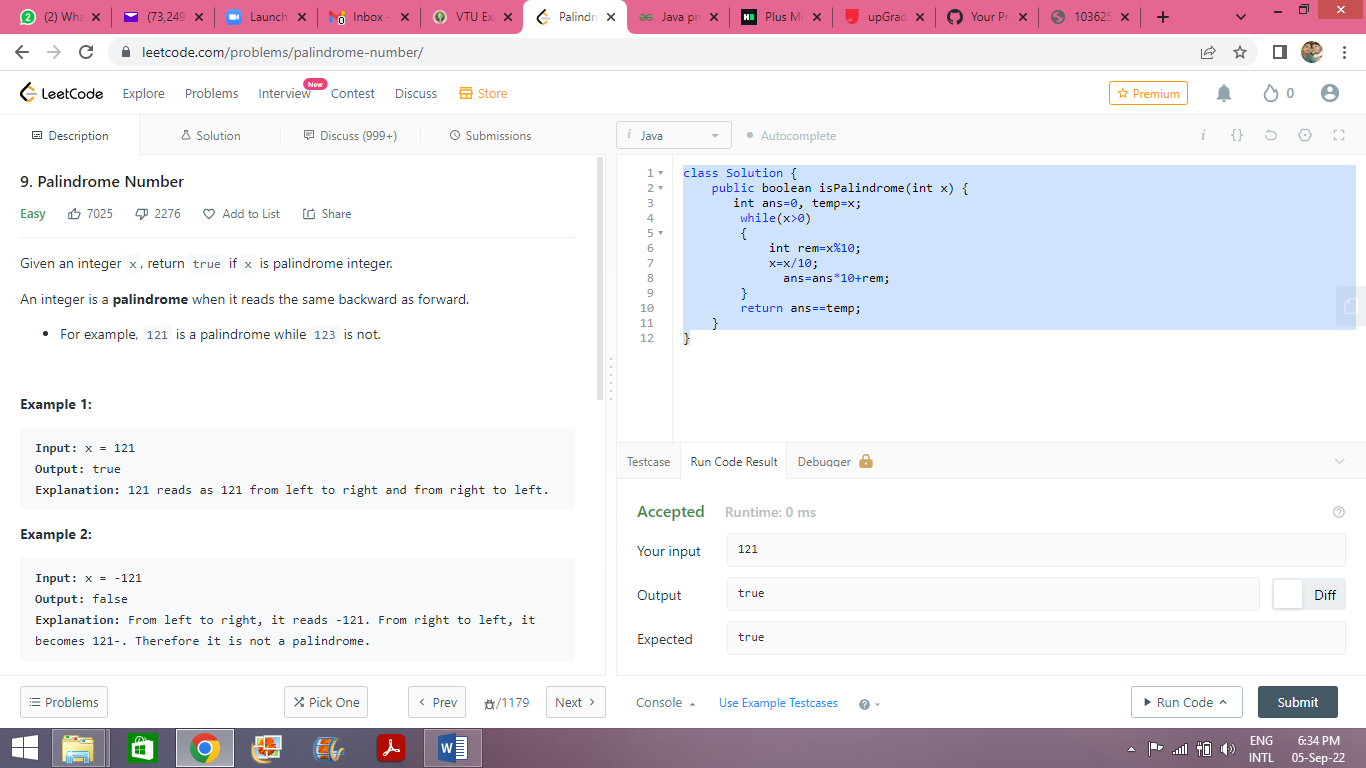 (2) Wha
(73,249
Launch
Inbox -
VTU Ex
Palindr
Java pr
Plus Mi
upGrad
Your Pr
103625
leetcode.com/problems/palindrome-number/
LeetCode
Explore
Problems
Interview
New
Contest
Discuss
Store
Premium
0
Description
Solution
Discuss (999+)
Submissions
i Java
Autocomplete
9. Palindrome Number
Easy
7025
2276
Add to List
Share
Given an integer x, return true if x is palindrome integer.
An integer is a palindrome when it reads the same backward as forward.
• For example, 121 is a palindrome while 123 is not.
Example 1:
Input: x = 121
Output: true
Explanation: 121 reads as 121 from left to right and from right to left.
Example 2:
Input: x = -121
Output: false
Explanation: From left to right, it reads -121. From right to left, it
becomes 121-. Therefore it is not a palindrome.
1 class Solution {
2 public boolean isPalindrome(int x) {
3 int ans=0, temp=x;
4 while(x>0)
5 {
6 int rem=x%10;
7 x=x/10;
8 ans=ans*10+rem;
9 }
10 return ans==temp;
11 }
12 }
Testcase
Run Code Result
Debugger
Accepted
Runtime: 0 ms
Your input
121
Output
true
Diff
Expected
true
Problems
Pick One
Prev
/1179
Next
Console
Use Example Testcases
Run Code
Submit
ENG
INTL
6:34 PM
05-Sep-22